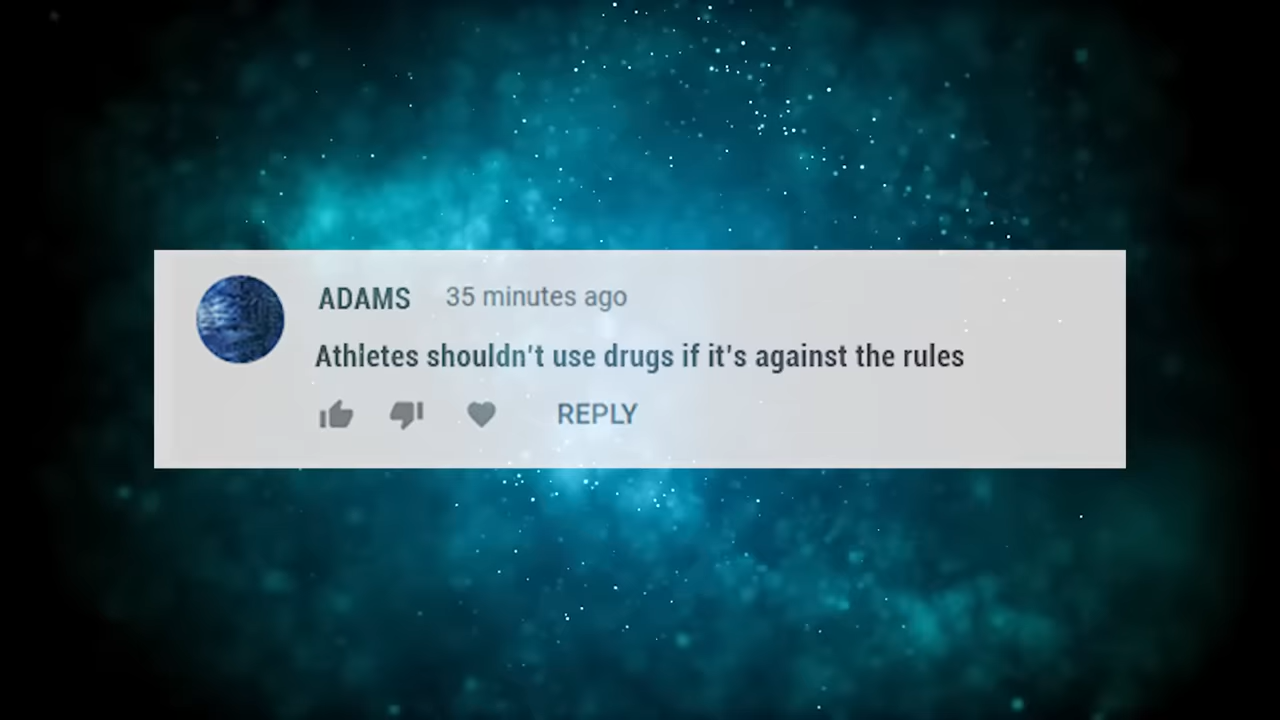 ADAMS 35 minutes ago
Athletes shouldn't use drugs if it's against the rules
REPLY